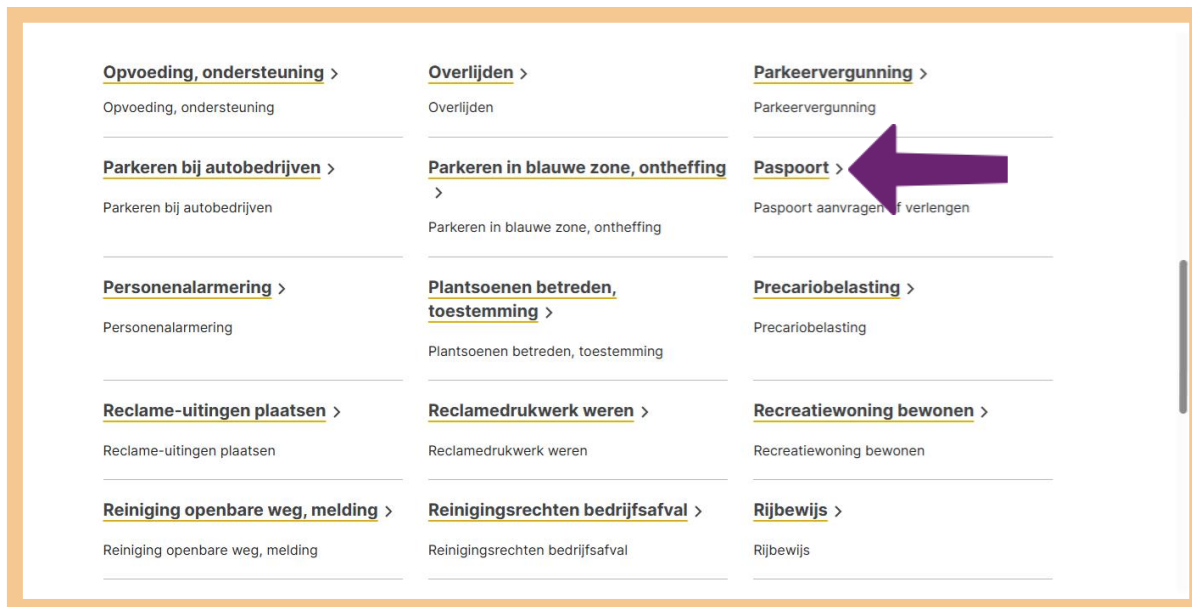 Opvoeding, ondersteuning >
Overlijden >
Parkeervergunning >
Opvoeding, ondersteuning
Overlijden
Parkeervergunning
Parkeren bij autobedrijven >
Parkeren in blauwe zone, ontheffing
>
Paspoort >
Parkeren bij autobedrijven
Parkeren in blauwe zone, ontheffing
Paspoort aanvragen of verlengen
Personenalarmering >
Plantsoenen betreden,
toestemming >
Precariobelasting >
Personenalarmering
Plantsoenen betreden, toestemming
Precariobelasting
Reclame-uitingen plaatsen >
Reclamedrukwerk weren >
Recreatiewoning bewonen >
Reclame-uitingen plaatsen
Reclamedrukwerk weren
Recreatiewoning bewonen
Reiniging openbare weg, melding >
Reinigingsrechten bedrijfsafval >
Rijbewijs >
Reiniging openbare weg, melding
Reinigingsrechten bedrijfsafval
Rijbewijs